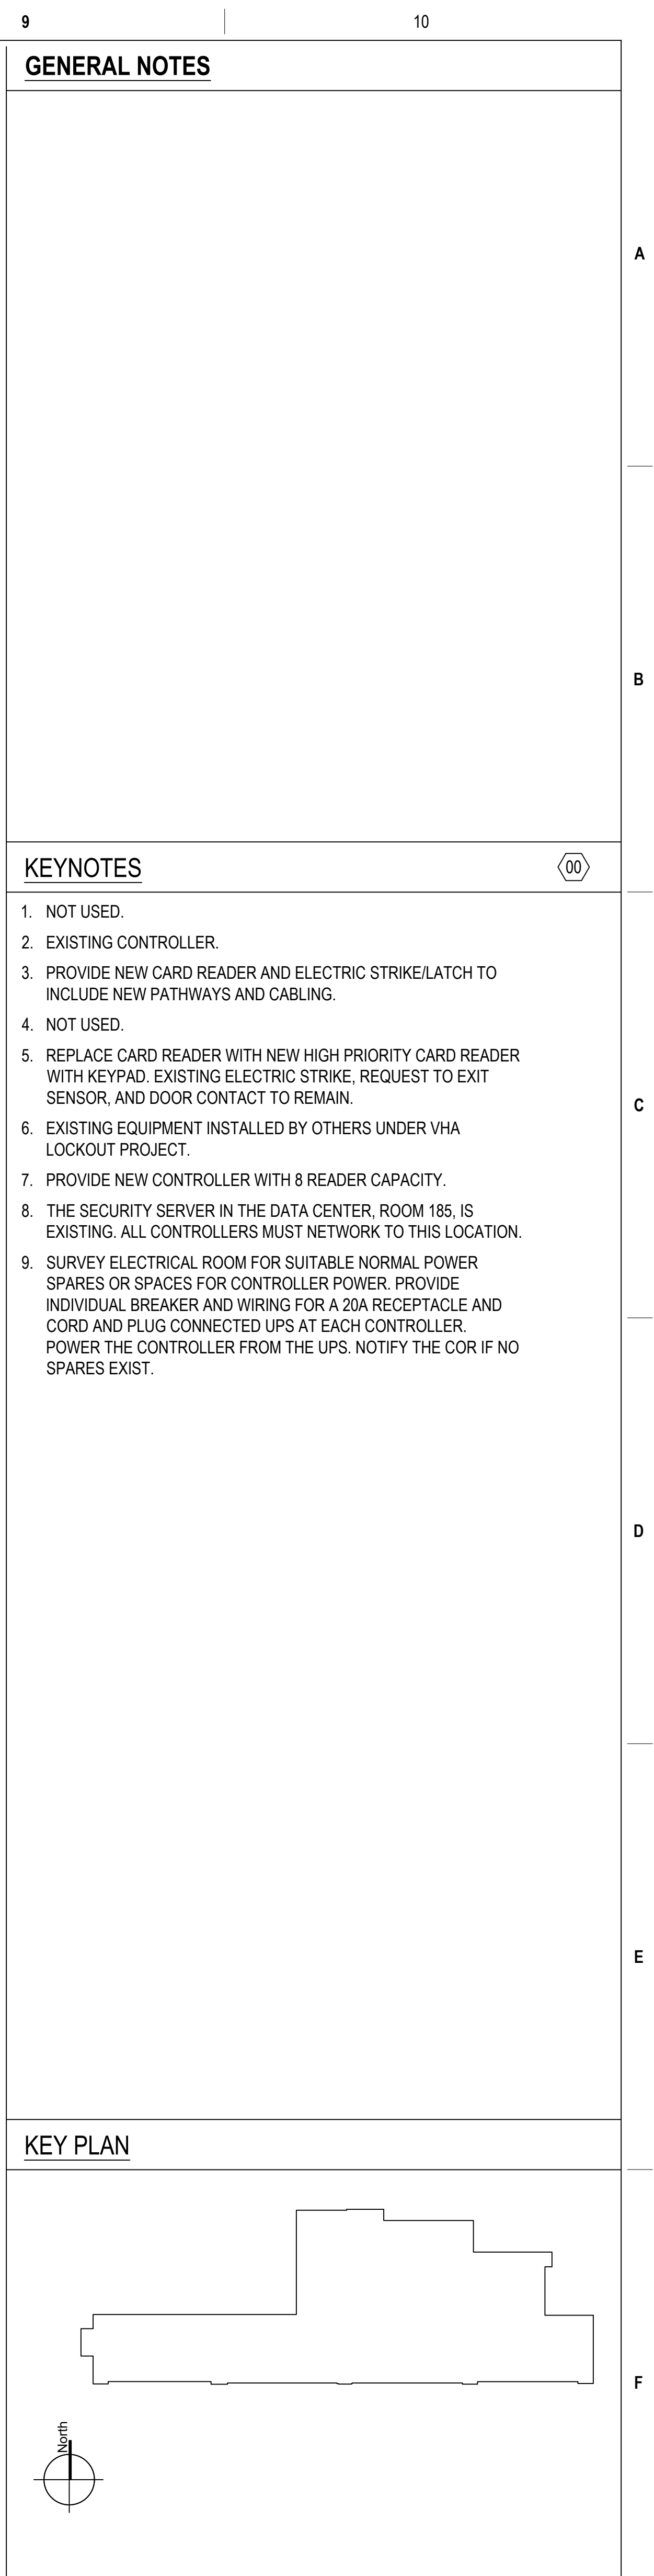 9
10
GENERAL NOTES
A
B
KEYNOTES
00
1. NOT USED.
2. EXISTING CONTROLLER.
3. PROVIDE NEW CARD READER AND ELECTRIC STRIKE/LATCH TO
INCLUDE NEW PATHWAYS AND CABLING.
4. NOT USED.
5. REPLACE CARD READER WITH NEW HIGH PRIORITY CARD READER
WITH KEYPAD. EXISTING ELECTRIC STRIKE, REQUEST TO EXIT
SENSOR, AND DOOR CONTACT TO REMAIN.
C
6. EXISTING EQUIPMENT INSTALLED BY OTHERS UNDER VHA
LOCKOUT PROJECT.
7. PROVIDE NEW CONTROLLER WITH 8 READER CAPACITY.
8. THE SECURITY SERVER IN THE DATA CENTER, ROOM 185, IS
EXISTING. ALL CONTROLLERS MUST NETWORK TO THIS LOCATION.
9. SURVEY ELECTRICAL ROOM FOR SUITABLE NORMAL POWER
SPARES OR SPACES FOR CONTROLLER POWER. PROVIDE
INDIVIDUAL BREAKER AND WIRING FOR A 20A RECEPTACLE AND
CORD AND PLUG CONNECTED UPS AT EACH CONTROLLER.
POWER THE CONTROLLER FROM THE UPS. NOTIFY THE COR IF NO
SPARES EXIST.
D
E
KEY PLAN
F
North